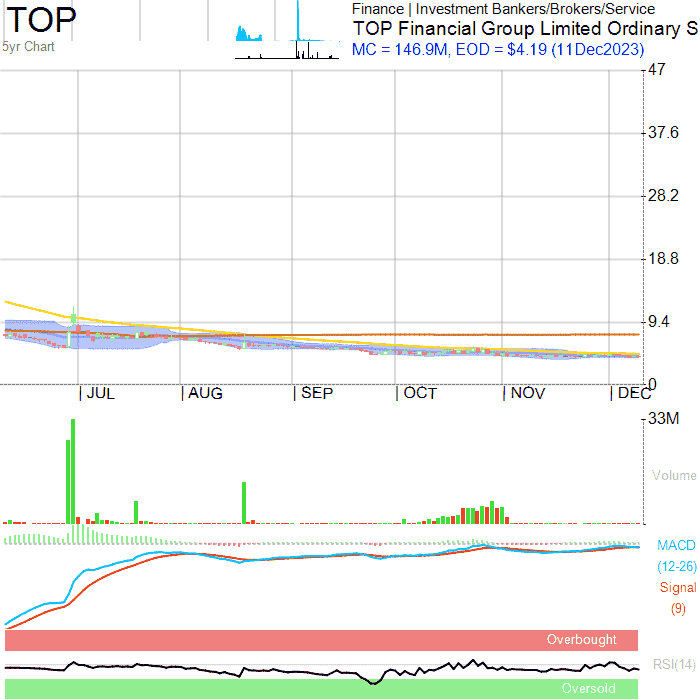 TOP
5yr Chart
Finance | Investment Bankers/Brokers/Service
TOP Financial Group Limited Ordinary S
MC = 146.9M, EOD = $4.19 (11Dec2023)
47
37.6
28.2
18.8
9.4
0
JUL
AUG
SEP
OCT
NOV
DEC
33M
Volume
MACD
(12-26)
Signal
(9)
Overbought
RSI(14)
Oversold